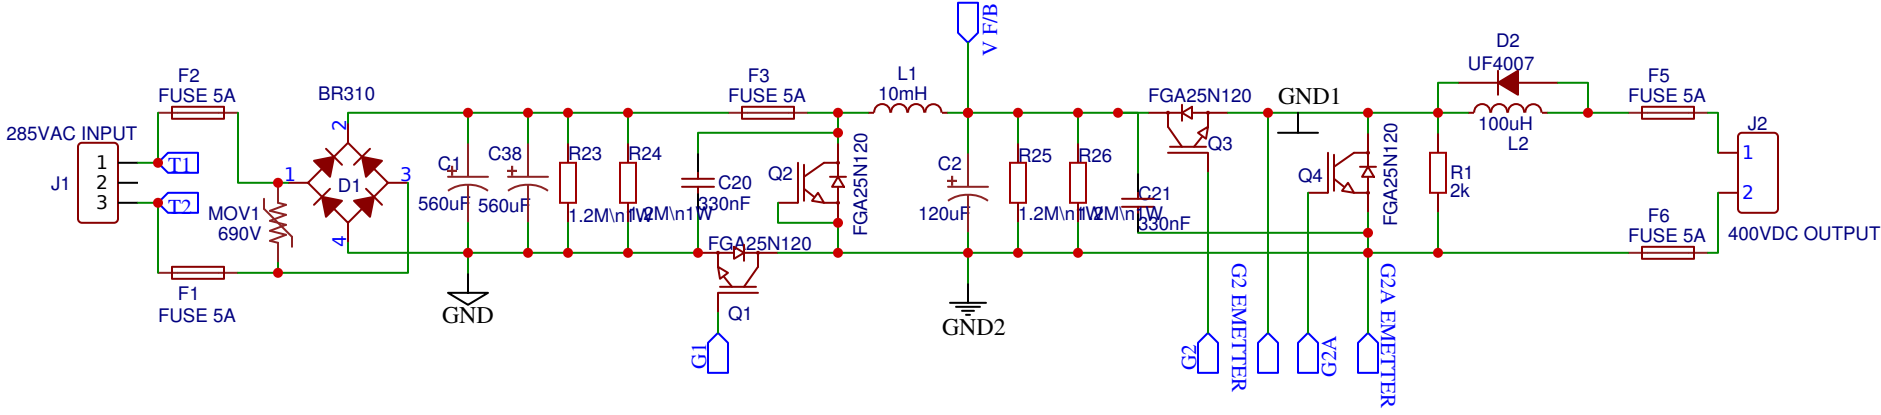 285VAC INPUT
J1
1
2
3
T1
T2
F2
FUSE 5A
F1
FUSE 5A
MOV1
690V
BR310
D1
1
2
3
4
C1
560uF
C38
560uF
R23
1.2M\n1W
R24
1.2M\n1W
GND
F3
FUSE 5A
C20
330nF
Q2
FGA25N120
FGA25N120
Q1
G1
L1
10mH
V F/B
C2
120uF
GND2
R25
1.2M\n1W
R26
1.2M\n1W
C21
330nF
FGA25N120
Q3
G2
G2 EMETTER
GND1
Q4
FGA25N120
G2A
G2A EMETTER
R1
2k
D2
UF4007
100uH
L2
F5
FUSE 5A
F6
FUSE 5A
J2
1
2
400VDC OUTPUT